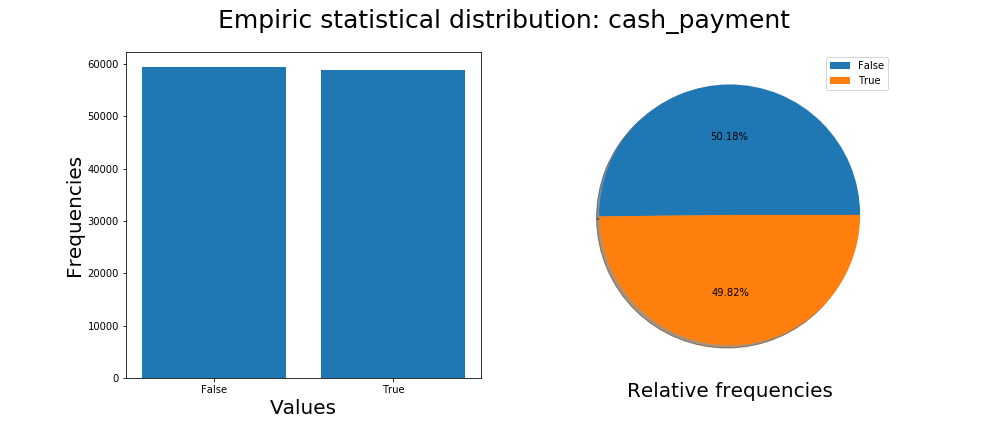 Empiric statistical distribution: cash_payment
Frequencies
60000
50000
40000
30000
20000
10000
0
False
True
Values
False
True
50.18%
49.82%
Relative frequencies